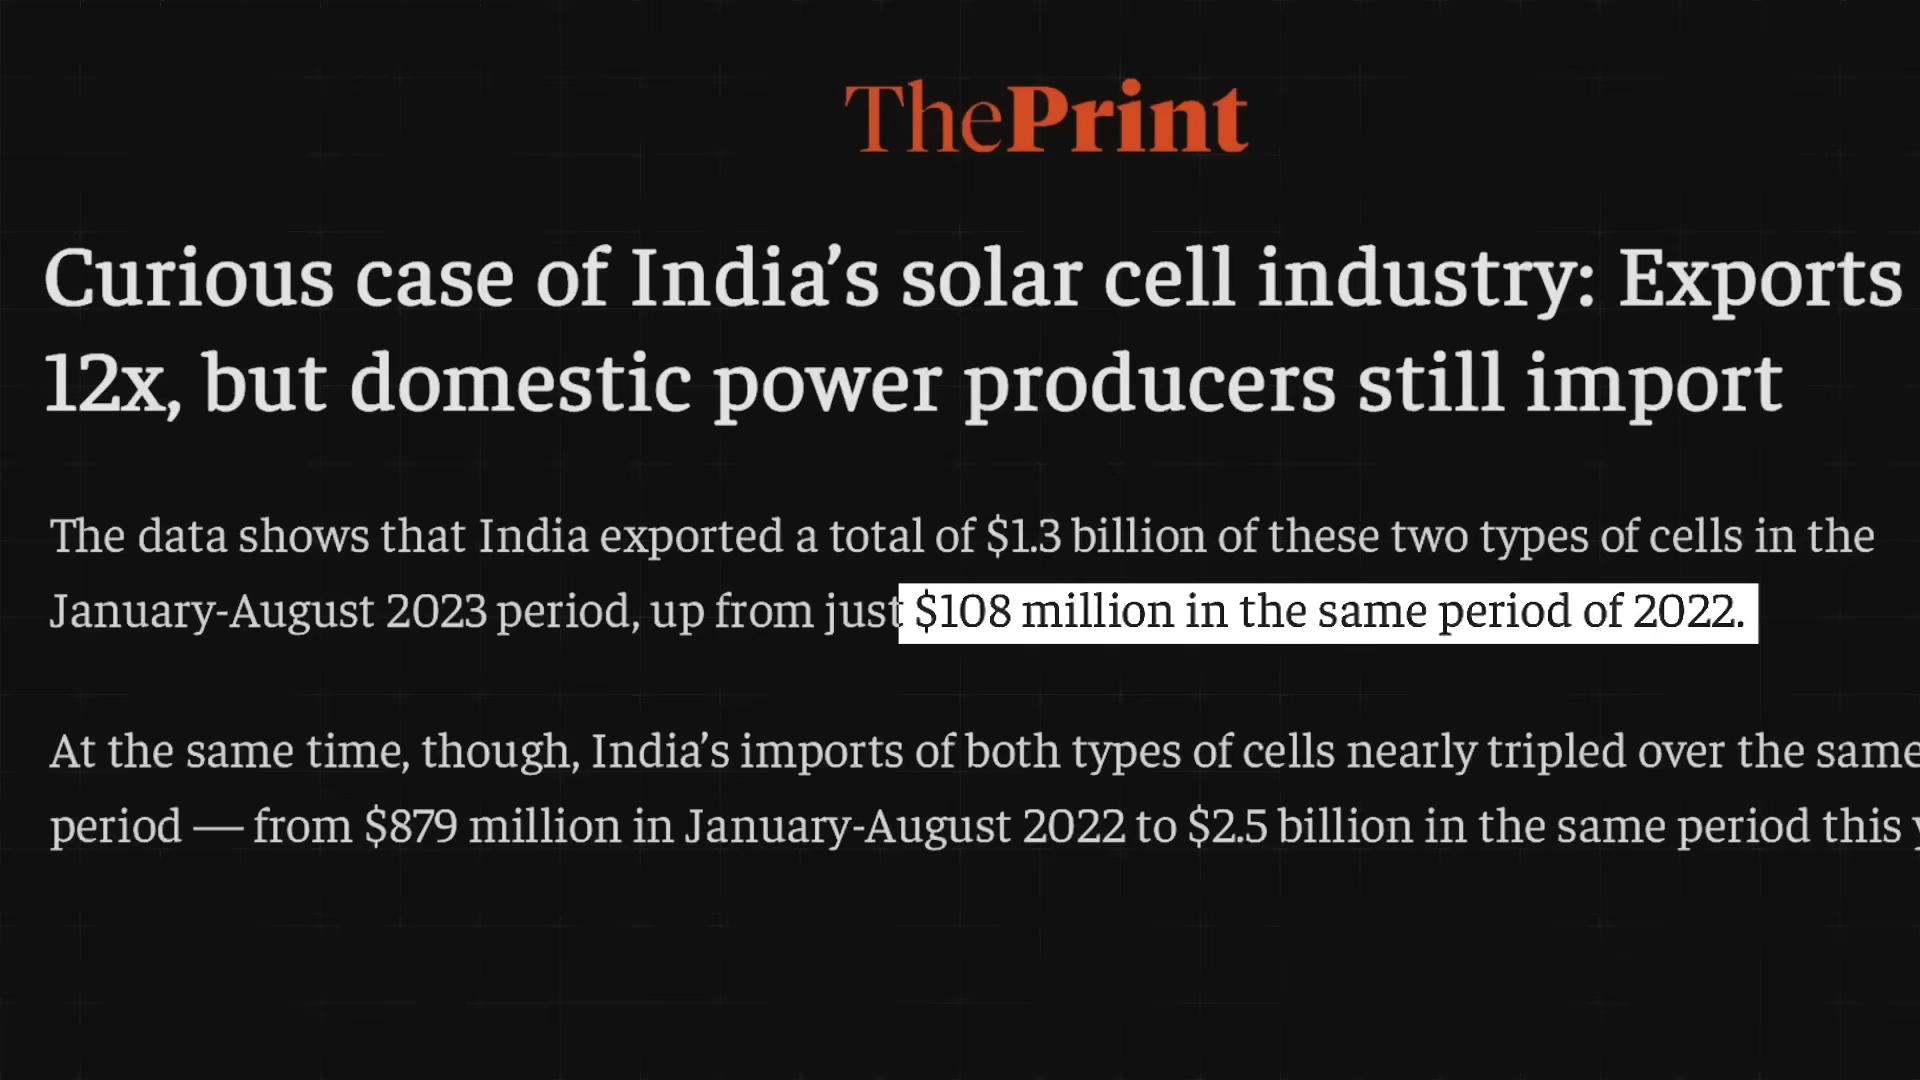 ThePrint
Curious case of India’s solar cell industry: Exports
12x, but domestic power producers still import
The data shows that India exported a total of $1.3 billion of these two types of cells in the
January-August 2023 period, up from just $108 million in the same period of 2022.
At the same time, though, India’s imports of both types of cells nearly tripled over the same
period — from $879 million in January-August 2022 to $2.5 billion in the same period this